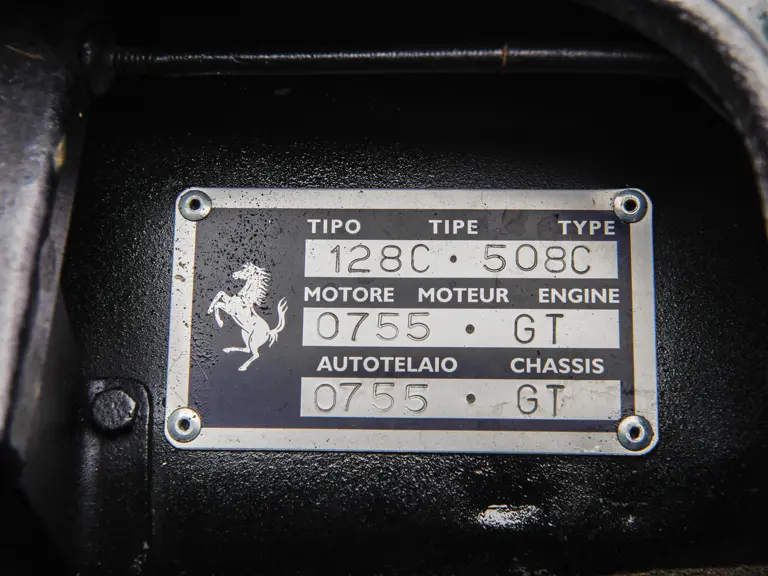 TIPO TIPE TYPE
128C · 508C
MOTORE MOTEUR ENGINE
0755 · GT
AUTOTELAIO CHASSIS
0755 · GT